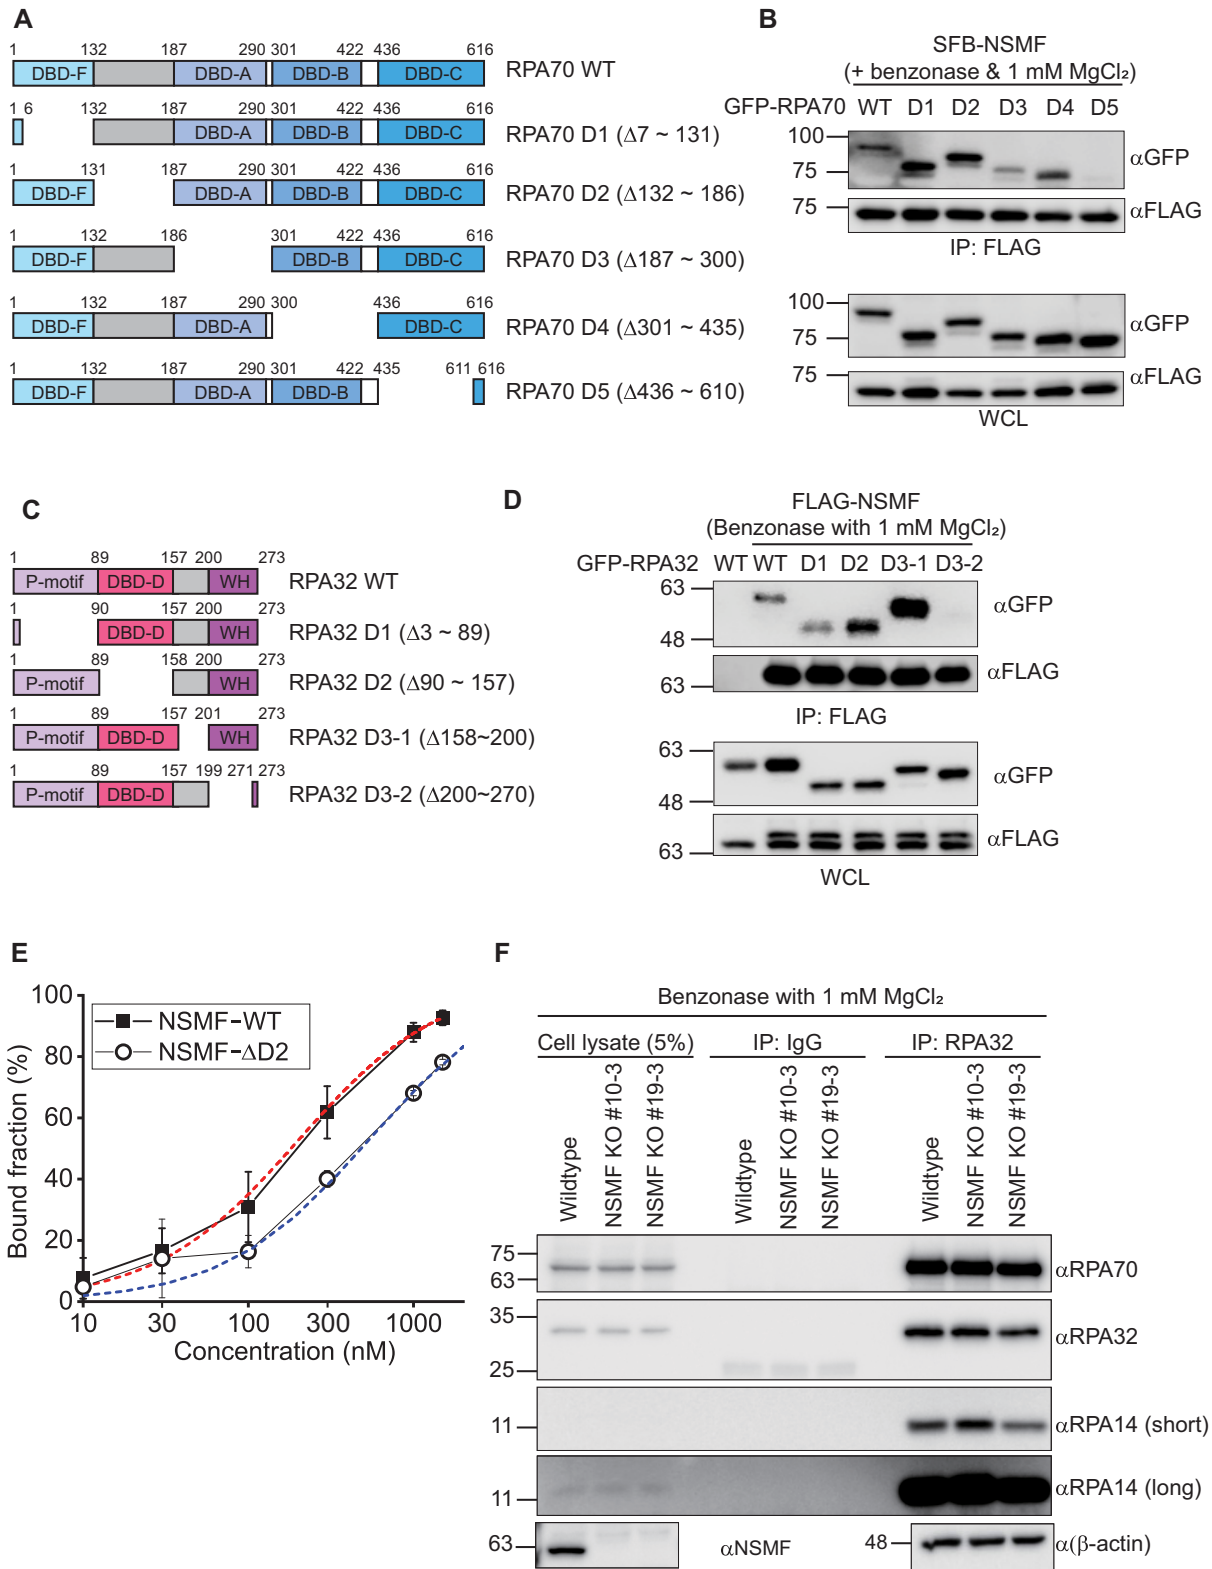 A
1 132 187 290 301 422 436 616
DBD-F DBD-A DBD-B DBD-C RPA70 WT
1 6 132 187 290 301 422 436 616
DBD-A DBD-B DBD-C RPA70 D1 (Δ7 ~ 131)
1 131 187 290 301 422 436 616
DBD-F DBD-A DBD-B DBD-C RPA70 D2 (Δ132 ~ 186)
1 132 186 301 422 436 616
DBD-F DBD-B DBD-C RPA70 D3 (Δ187 ~ 300)
1 132 187 290 300 436 616
DBD-F DBD-A DBD-C RPA70 D4 (Δ301 ~ 435)
1 132 187 290 301 422 435 611 616
DBD-F DBD-A DBD-B RPA70 D5 (Δ436 ~ 610)
B
SFB-NSMF
(+ benzonase & 1 mM MgCl₂)
GFP-RPA70 WT D1 D2 D3 D4 D5
100
75
αGFP
75
αFLAG
IP: FLAG
100
75
αGFP
75
αFLAG
WCL
C
1 89 157 200 273
P-motif DBD-D WH RPA32 WT
1 90 157 200 273
DBD-D WH RPA32 D1 (Δ3 ~ 89)
1 89 158 200 273
P-motif WH RPA32 D2 (Δ90 ~ 157)
1 89 157 201 273
P-motif DBD-D WH RPA32 D3-1 (Δ158~200)
1 89 157 199 271 273
P-motif DBD-D RPA32 D3-2 (Δ200~270)
D
FLAG-NSMF
(Benzonase with 1 mM MgCl₂)
GFP-RPA32 WT WT D1 D2 D3-1 D3-2
63
48
αGFP
63
αFLAG
IP: FLAG
63
48
αGFP
63
αFLAG
WCL
E
Bound fraction (%)
100
80
60
40
20
0
NSMF-WT
NSMF-ΔD2
10 30 100 300 1000
Concentration (nM)
F
Benzonase with 1 mM MgCl₂
Cell lysate (5%) IP: IgG IP: RPA32
Wildtype
NSMF KO #10-3
NSMF KO #19-3
Wildtype
NSMF KO #10-3
NSMF KO #19-3
Wildtype
NSMF KO #10-3
NSMF KO #19-3
75
63
αRPA70
35
25
αRPA32
11
αRPA14 (short)
11
αRPA14 (long)
63
αNSMF
48
α(β-actin)